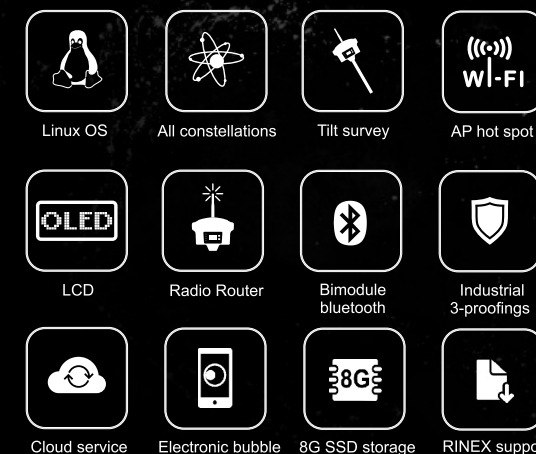 WI-FI
Linux OS
All constellations
Tilt survey
AP hot spot
OLED
LCD
Radio Router
Bimodule
bluetooth
Industrial
3-proofings
8G
Cloud service
Electronic bubble
8G SSD storage
RINEX